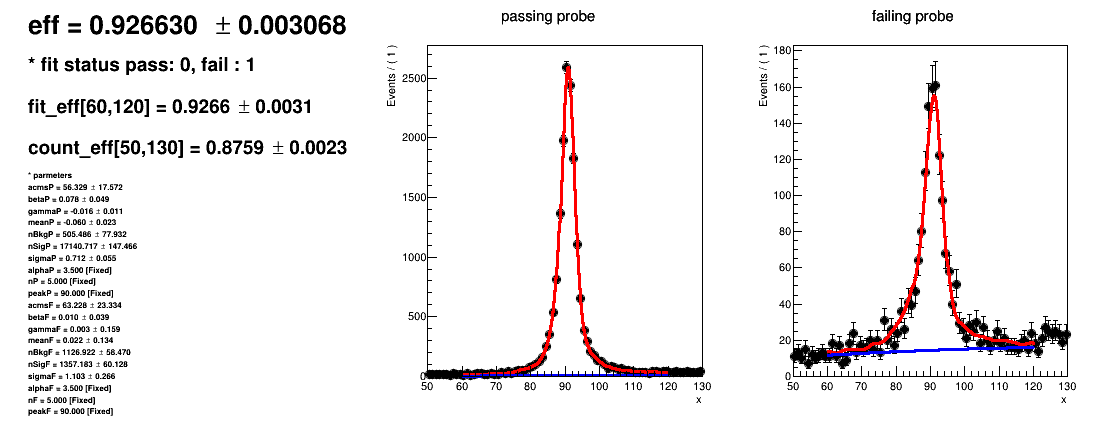 eff = 0.926630 ± 0.003068
* fit status pass: 0, fail : 1
fit_eff[60,120] = 0.9266 ± 0.0031
count_eff[50,130] = 0.8759 ± 0.0023
* parmeters
acmsP = 56.329 ± 17.572
betaP = 0.078 ± 0.049
gammaP = -0.016 ± 0.011
meanP = -0.060 ± 0.023
nBkgP = 505.486 ± 77.932
nSigP = 17140.717 ± 147.466
sigmaP = 0.712 ± 0.055
alphaP = 3.500 [Fixed]
nP = 5.000 [Fixed]
peakP = 90.000 [Fixed]
acmsF = 63.228 ± 23.334
betaF = 0.010 ± 0.039
gammaF = 0.003 ± 0.159
meanF = 0.022 ± 0.134
nBkgF = 1126.922 ± 58.470
nSigF = 1357.183 ± 60.128
sigmaF = 1.103 ± 0.266
alphaF = 3.500 [Fixed]
nF = 5.000 [Fixed]
peakF = 90.000 [Fixed]
passing probe
Events / ( 1 )
2500
2000
1500
1000
500
0
50 60 70 80 90 100 110 120 130
x
failing probe
Events / ( 1 )
180
160
140
120
100
80
60
40
20
0
50 60 70 80 90 100 110 120 130
x